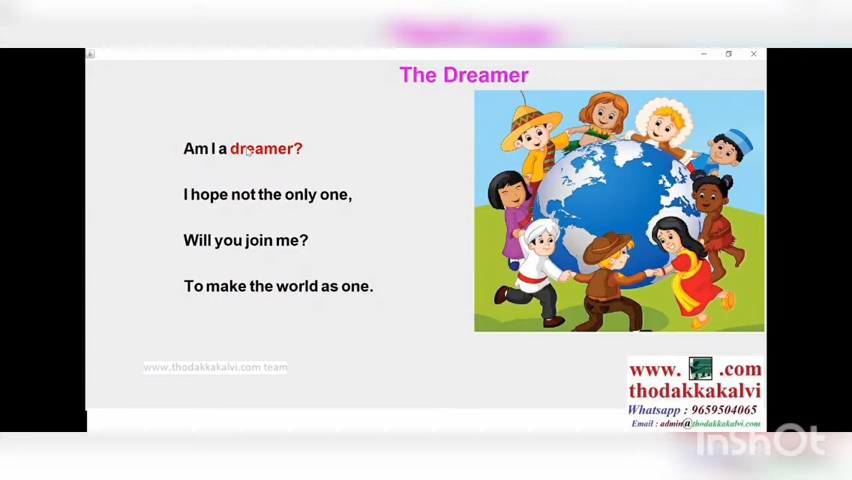 The Dreamer
Am I a dreamer?
I hope not the only one,
Will you join me?
To make the world as one.
www.thodakkakalvi.com team
www. .com
thodakkakalvi
Whatsapp : 9659504065
Email : admin@thodakkakalvi.com
InShOt